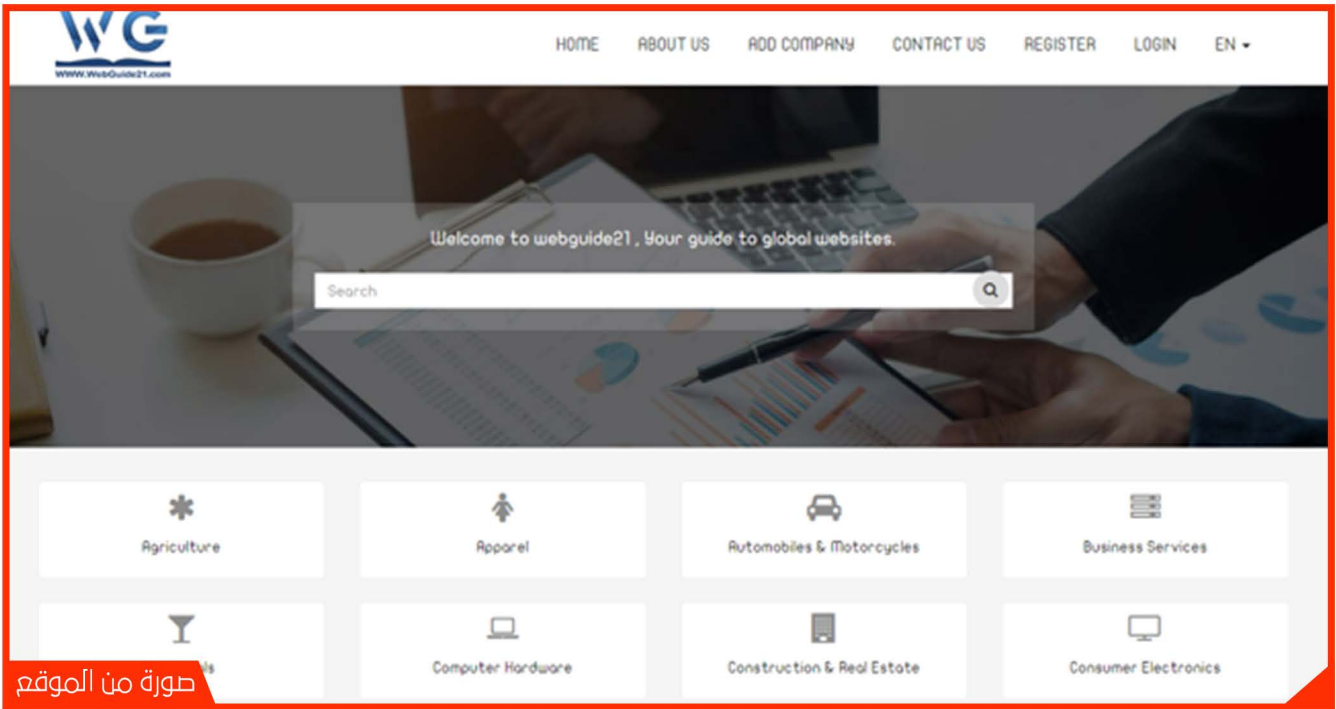 WG
WWW.WebGuide21.com
HOME ABOUT US ADD COMPANY CONTACT US REGISTER LOGIN EN
Welcome to webguide21 , Your guide to global websites.
Search
Agriculture Apparel Automobiles & Motorcycles Business Services
Computer Hardware Construction & Real Estate Consumer Electronics
صورة من الموقع